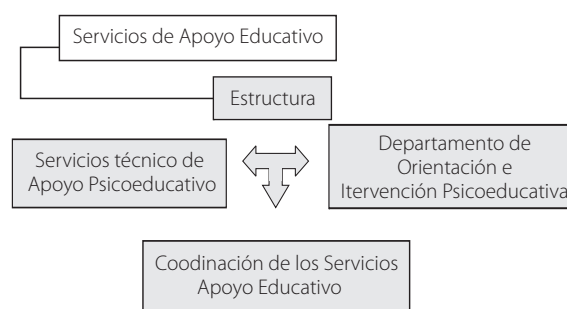 Servicios de Apoyo Educativo
Estructura
Servicios técnico de
Apoyo Psicoeducativo
Departamento de
Orientación e
Itervención Psicoeducativa
Coodinación de los Servicios
Apoyo Educativo